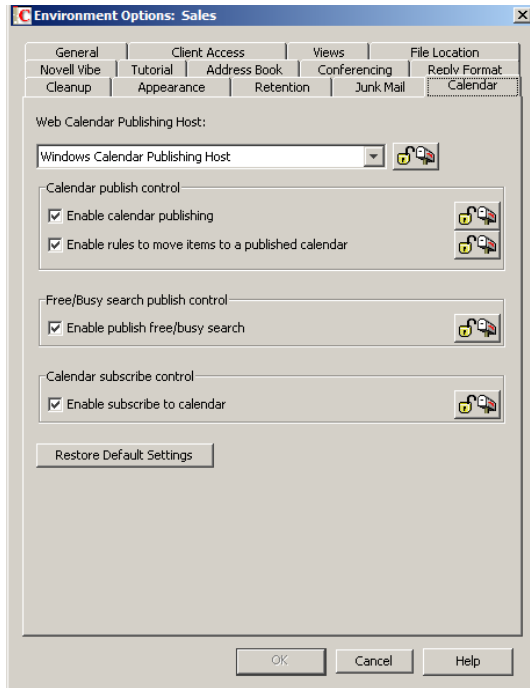 Environment Options: Sales
General Client Access Views File Location
Novell Vibe Tutorial Address Book Conferencing Reply Format
Cleanup Appearance Retention Junk Mail Calendar
Web Calendar Publishing Host:
Windows Calendar Publishing Host
Calendar publish control
Enable calendar publishing
Enable rules to move items to a published calendar
Free/Busy search publish control
Enable publish free/busy search
Calendar subscribe control
Enable subscribe to calendar
Restore Default Settings
OK Cancel Help